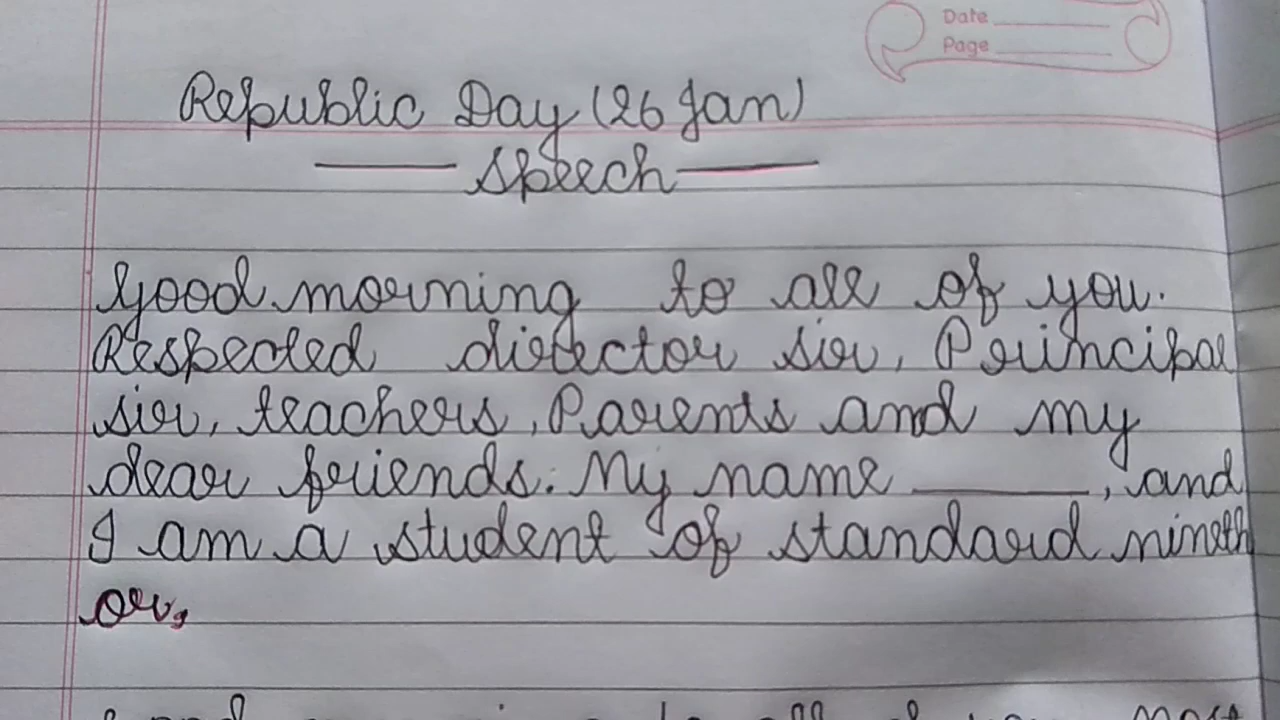 Date
Page
Republic Day (26 Jan)
Speech
Good morning to all of you.
Respected director sir, Principal
sir, teachers, Parents and my
dear friends. My name ______, and
I am a student of standard nineth
or,